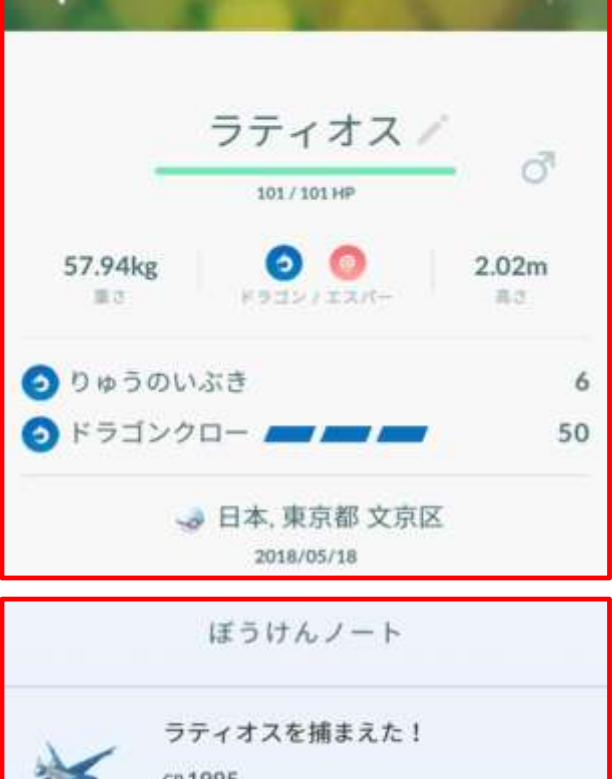 ラティオス
101 / 101 HP
57.94kg
重さ
ドラゴン / エスパー
2.02m
高さ
りゅうのいぶき 6
ドラゴンクロー 50
日本, 東京都 文京区
2018/05/18
ぼうけんノート
ラティオスを捕まえた！
CP1995